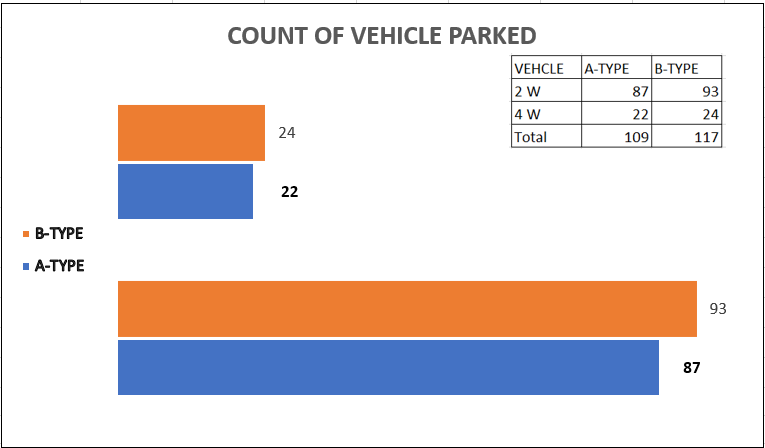 COUNT OF VEHICLE PARKED
VEHCLE A-TYPE B-TYPE
2 W 87 93
4 W 22 24
Total 109 117
24
22
B-TYPE
A-TYPE
93
87